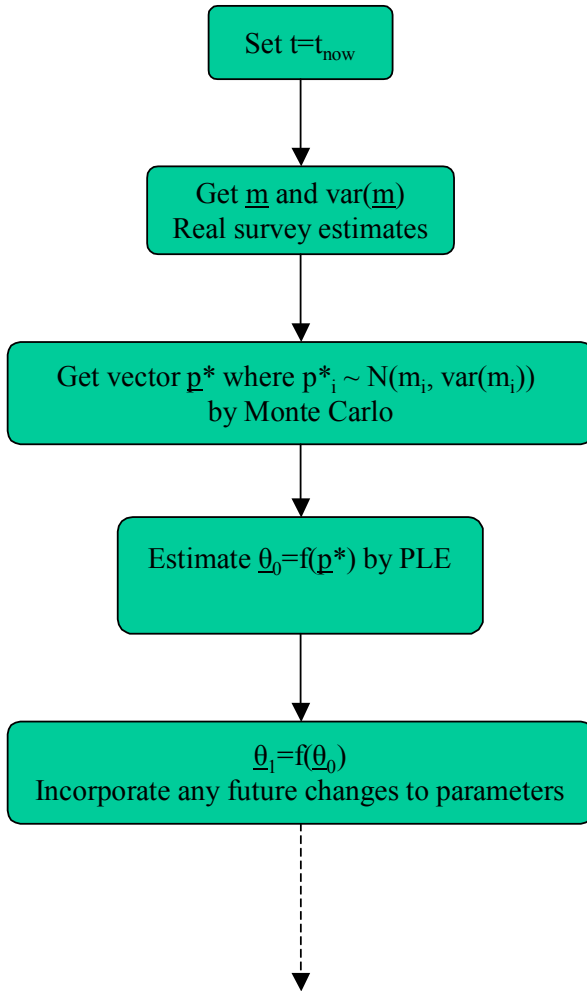 Set t=t_now
Get m and var(m)
Real survey estimates
Get vector p* where p*_i ~ N(m_i, var(m_i))
by Monte Carlo
Estimate θ_0=f(p*) by PLE
θ_1=f(θ_0)
Incorporate any future changes to parameters